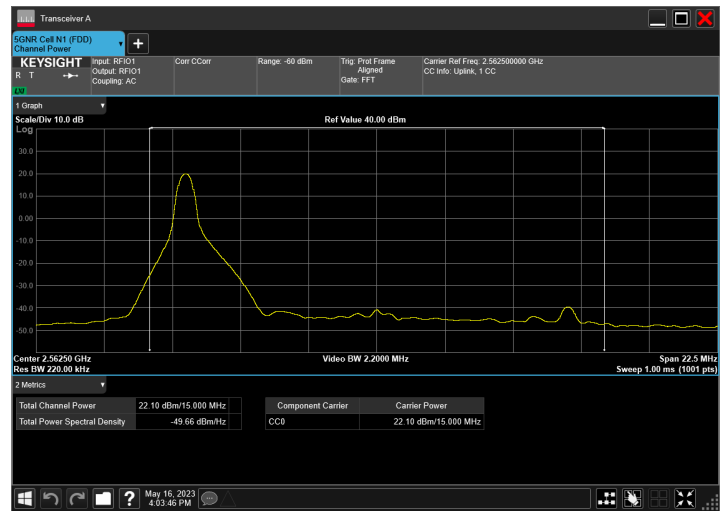 Transceiver A
5GNR Cell N1 (FDD)
Channel Power
KEYSIGHT
R T
LXI
Input: RFIO1
Output: RFIO1
Coupling: AC
Corr CCorr
Range: -60 dBm
Trig: Prot Frame
Aligned
Gate: FFT
Carrier Ref Freq: 2.562500000 GHz
CC Info: Uplink, 1 CC
1 Graph
Scale/Div 10.0 dB
Ref Value 40.00 dBm
Log
30.0
20.0
10.0
0.00
-10.0
-20.0
-30.0
-40.0
-50.0
Center 2.56250 GHz
Video BW 2.2000 MHz
Span 22.5 MHz
Res BW 220.00 kHz
Sweep 1.00 ms (1001 pts)
2 Metrics
Total Channel Power 22.10 dBm/15.000 MHz
Total Power Spectral Density -49.66 dBm/Hz
Component Carrier Carrier Power
CC0 22.10 dBm/15.000 MHz
May 16, 2023
4:03:46 PM